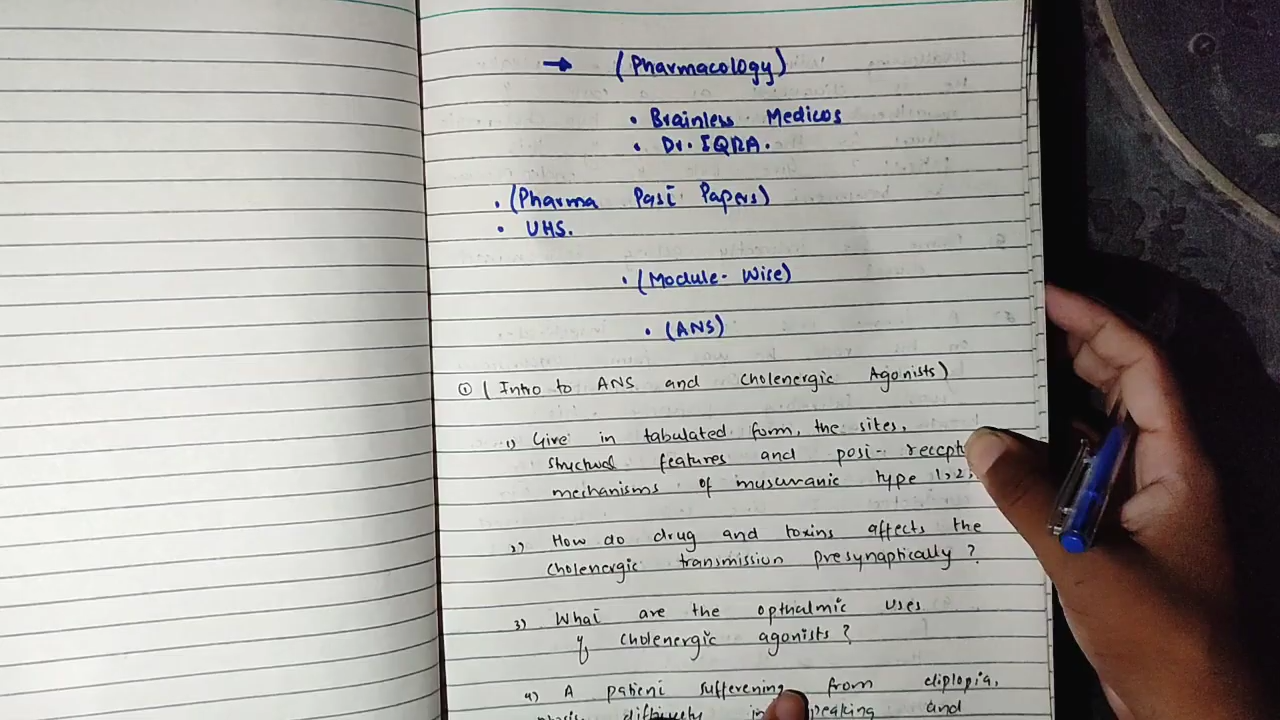 → (Pharmacology)
• Brainless Medicos
• Dr. IQRA.
• (Pharma Past Papers)
• UHS.
• (Module-Wise)
• (ANS)
① (Intro to ANS and Cholenergic Agonists)
1) Give in tabulated form, the sites,
features and post-
mechanisms of type 1,2,
2) How do drug and toxins affects the
cholenergic transmission presynaptically?
3) What are the opthalmic uses
of cholenergic agonists?
4) A patient sufferening from diplopia,
in speaking and